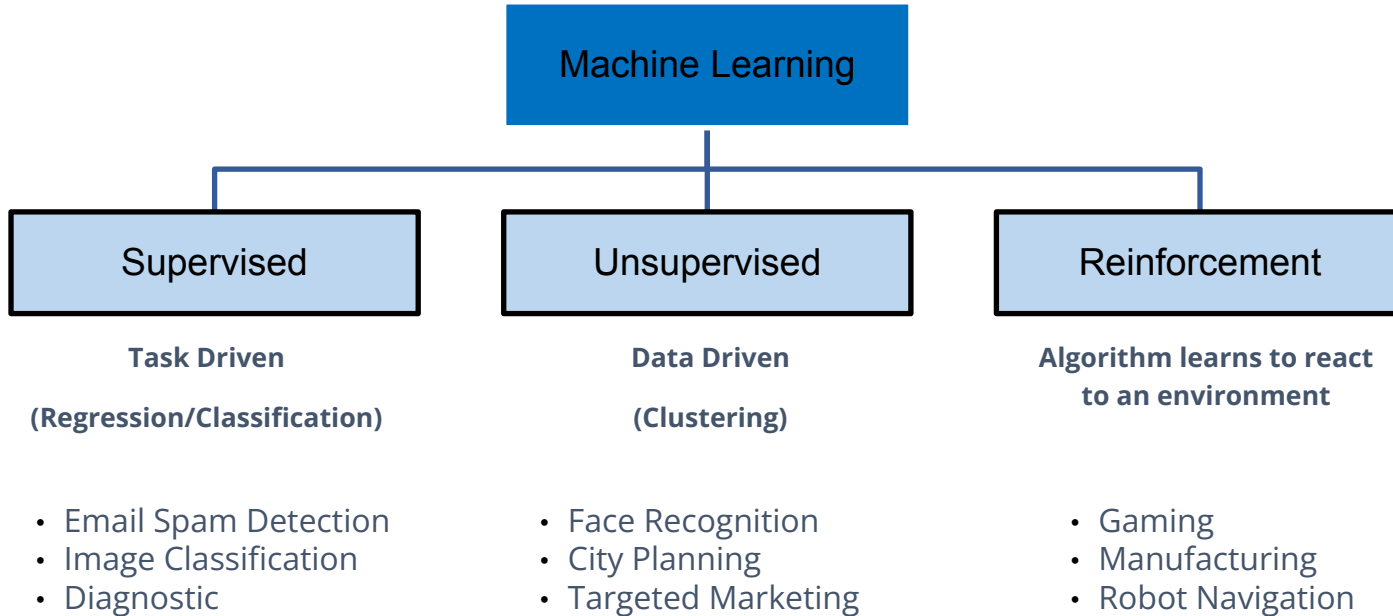 Machine Learning
Supervised
Unsupervised
Reinforcement
Task Driven
(Regression/Classification)
Data Driven
(Clustering)
Algorithm learns to react
to an environment
• Email Spam Detection
• Image Classification
• Diagnostic
• Face Recognition
• City Planning
• Targeted Marketing
• Gaming
• Manufacturing
• Robot Navigation